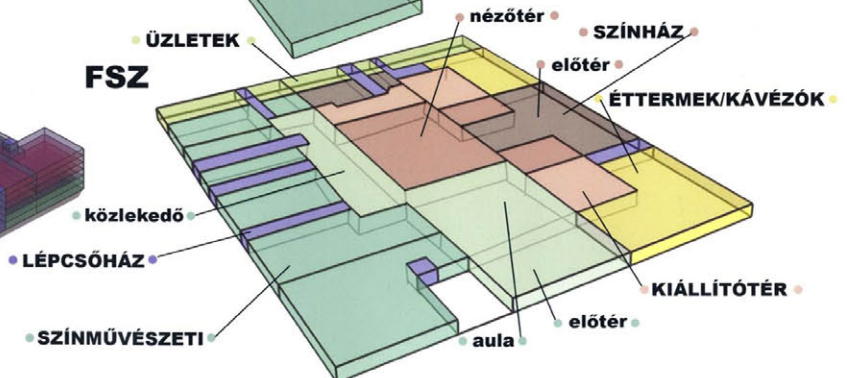 nézőtér
ÜZLETEK
SZÍNHÁZ
előtér
FSZ
ÉTTERMEK/KÁVÉZÓK
közlekedő
LÉPCSŐHÁZ
KIÁLLÍTÓTÉR
előtér
SZÍNMŰVÉSZETI
aula